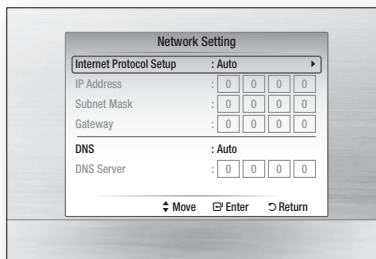 Network Setting
Internet Protocol Setup : Auto
IP Address : 0 0 0 0
Subnet Mask : 0 0 0 0
Gateway : 0 0 0 0
DNS : Auto
DNS Server : 0 0 0 0
Move Enter Return